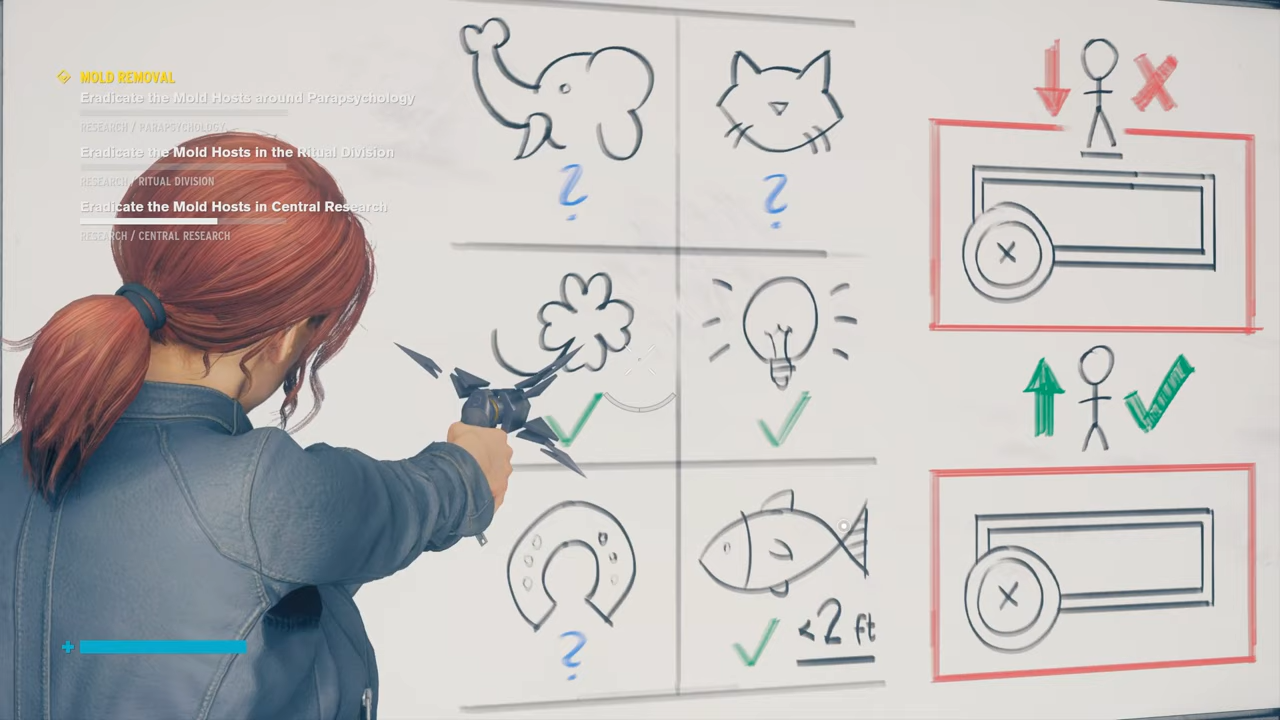 MOLD REMOVAL
Eradicate the Mold Hosts around Parapsychology
RESEARCH / PARAPSYCHOLOGY
Eradicate the Mold Hosts in the Ritual Division
RESEARCH / RITUAL DIVISION
Eradicate the Mold Hosts in Central Research
RESEARCH / CENTRAL RESEARCH
? ?
?
<2 ft